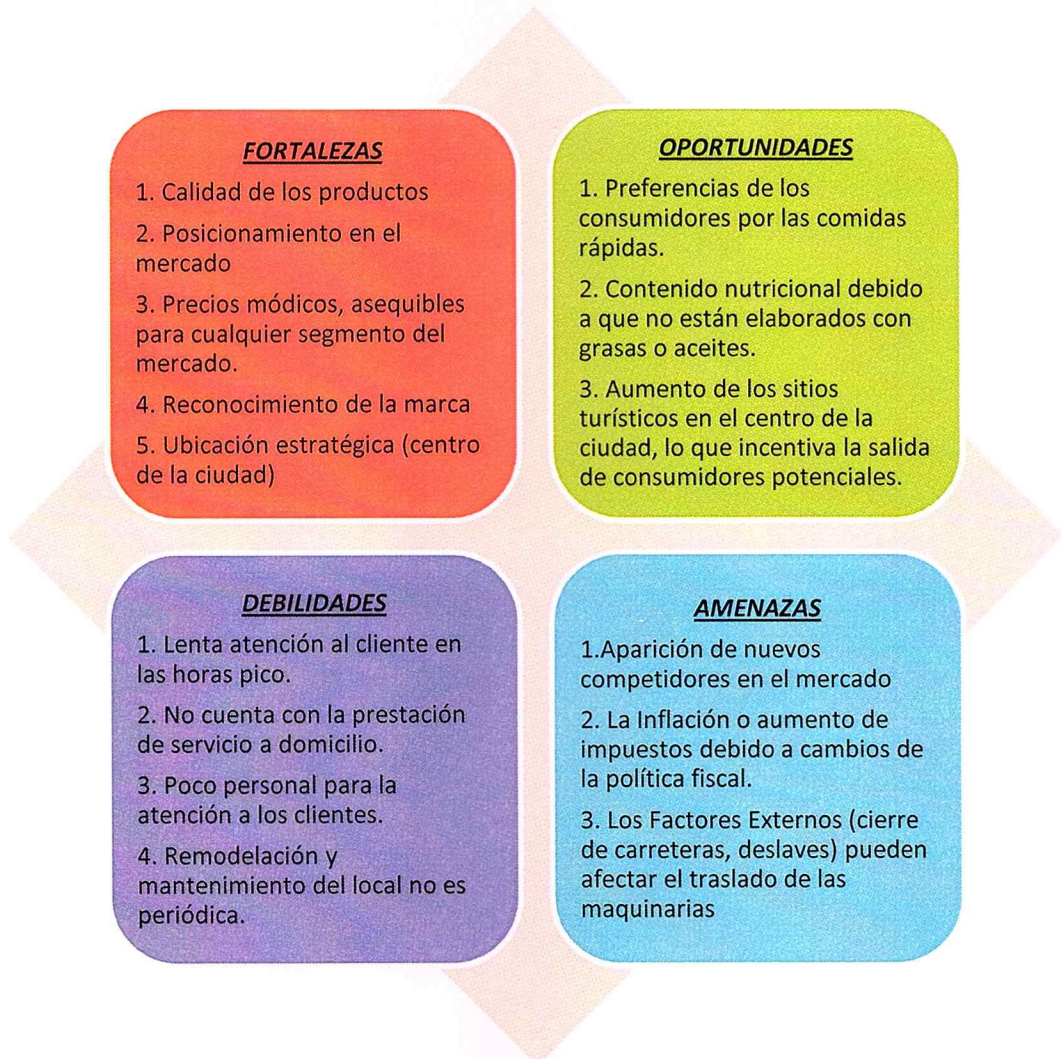 FORTALEZAS
1. Calidad de los productos
2. Posicionamiento en el
mercado
3. Precios módicos, asequibles
para cualquier segmento del
mercado.
4. Reconocimiento de la marca
5. Ubicación estratégica (centro
de la ciudad)
OPORTUNIDADES
1. Preferencias de los
consumidores por las comidas
rápidas.
2. Contenido nutricional debido
a que no están elaborados con
grasas o aceites.
3. Aumento de los sitios
turísticos en el centro de la
ciudad, lo que incentiva la salida
de consumidores potenciales.
DEBILIDADES
1. Lenta atención al cliente en
las horas pico.
2. No cuenta con la prestación
de servicio a domicilio.
3. Poco personal para la
atención a los clientes.
4. Remodelación y
mantenimiento del local no es
periódica.
AMENAZAS
1.Aparición de nuevos
competidores en el mercado
2. La Inflación o aumento de
impuestos debido a cambios de
la política fiscal.
3. Los Factores Externos (cierre
de carreteras, deslaves) pueden
afectar el traslado de las
maquinarias